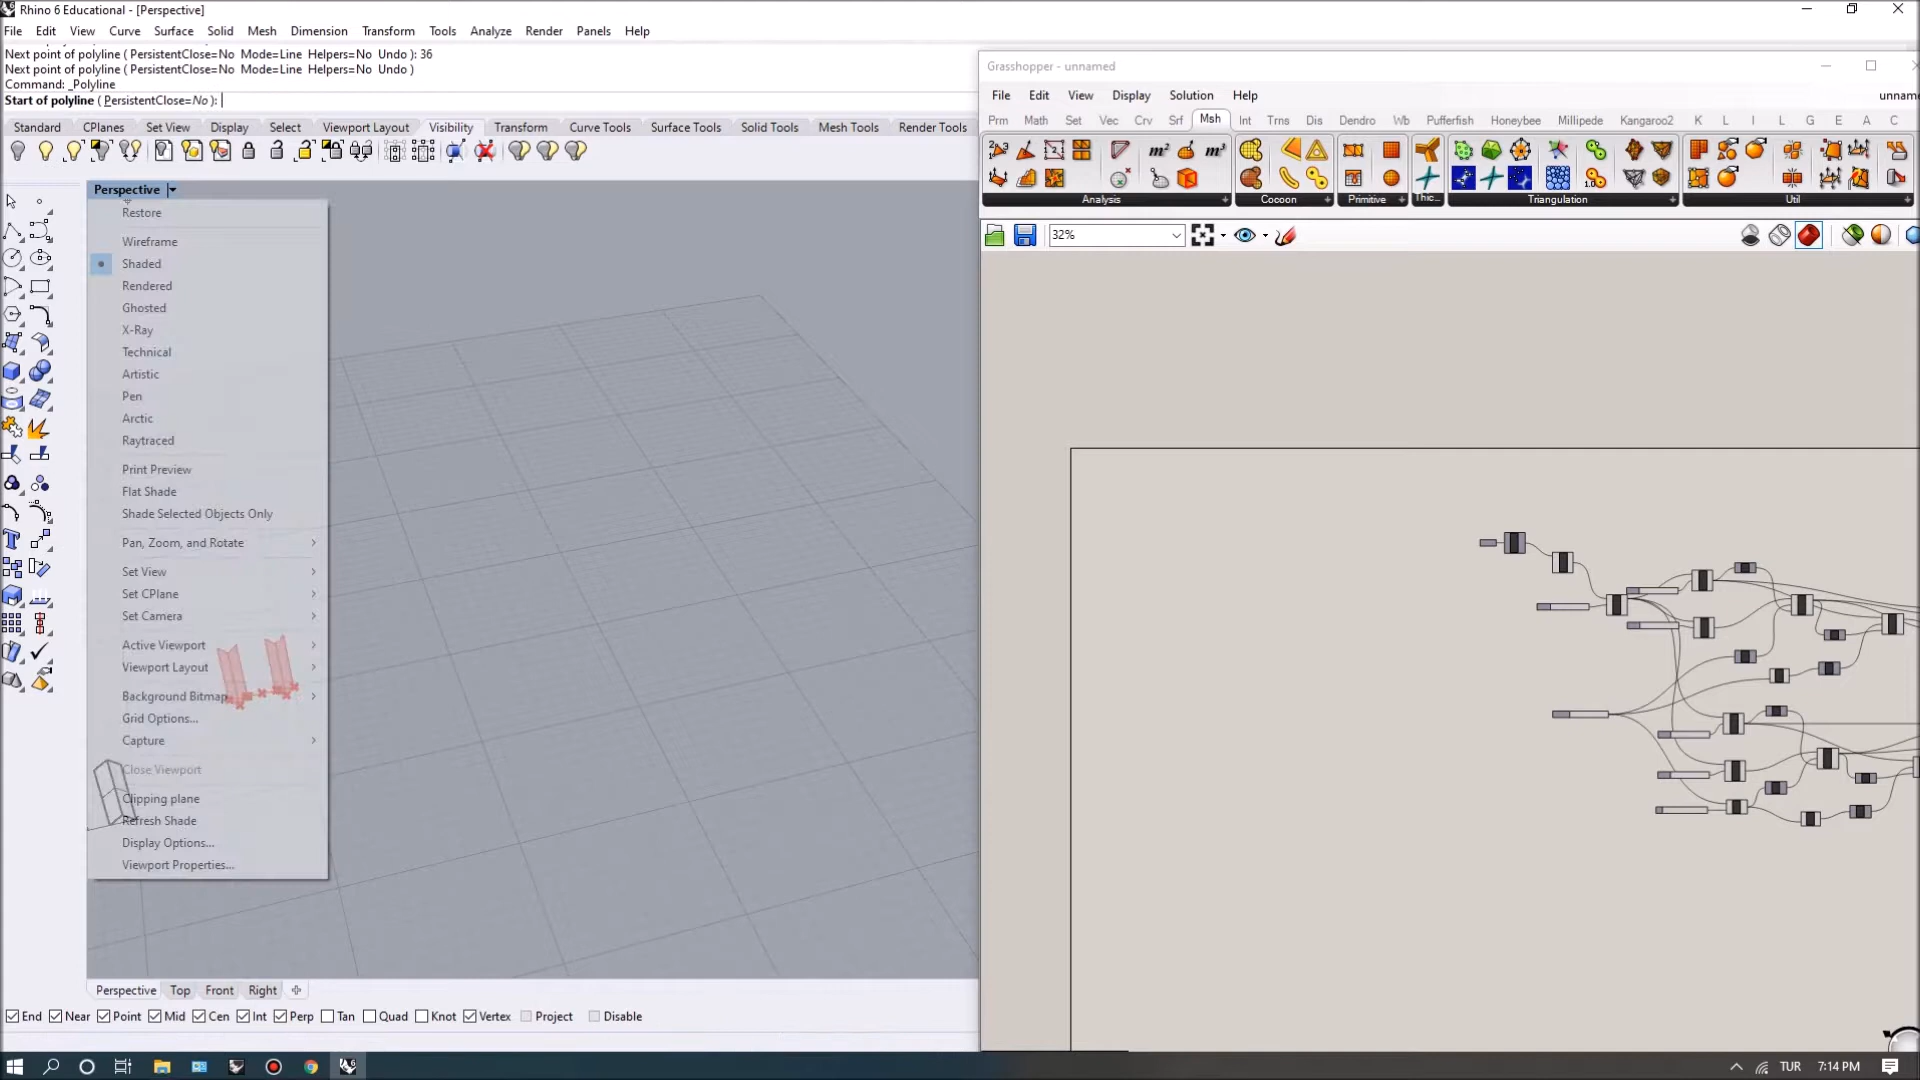 Rhino 6 Educational - [Perspective]
File Edit View Curve Surface Solid Mesh Dimension Transform Tools Analyze Render Panels Help
Next point of polyline ( PersistentClose=No Mode=Line Helpers=No Undo ): 36
Next point of polyline ( PersistentClose=No Mode=Line Helpers=No Undo )
Command: _Polyline
Start of polyline ( PersistentClose=No ):
Standard CPlanes Set View Display Select Viewport Layout Visibility Transform Curve Tools Surface Tools Solid Tools Mesh Tools Render Tools
Perspective
Restore
Wireframe
Shaded
Rendered
Ghosted
X-Ray
Technical
Artistic
Pen
Arctic
Raytraced
Print Preview
Flat Shade
Shade Selected Objects Only
Pan, Zoom, and Rotate
Set View
Set CPlane
Set Camera
Active Viewport
Viewport Layout
Background Bitmap
Grid Options...
Capture
Close Viewport
Clipping plane
Refresh Shade
Display Options...
Viewport Properties...
Perspective Top Front Right
End Near Point Mid Cen Int Perp Tan Quad Knot Vertex Project Disable
Grasshopper - unnamed
File Edit View Display Solution Help unnam
Prm Math Set Vec Crv Srf Msh Int Trns Dis Dendro Wb Pufferfish Honeybee Millipede Kangaroo2 K L I L G E A C
Analysis Cocoon Primitive Thic... Triangulation Util
32%
TUR 7:14 PM